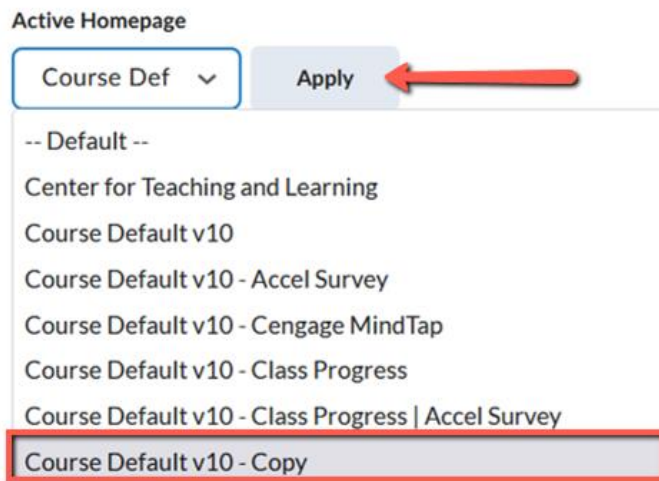 Active Homepage
Course Def Apply
-- Default --
Center for Teaching and Learning
Course Default v10
Course Default v10 - Accel Survey
Course Default v10 - Cengage MindTap
Course Default v10 - Class Progress
Course Default v10 - Class Progress | Accel Survey
Course Default v10 - Copy